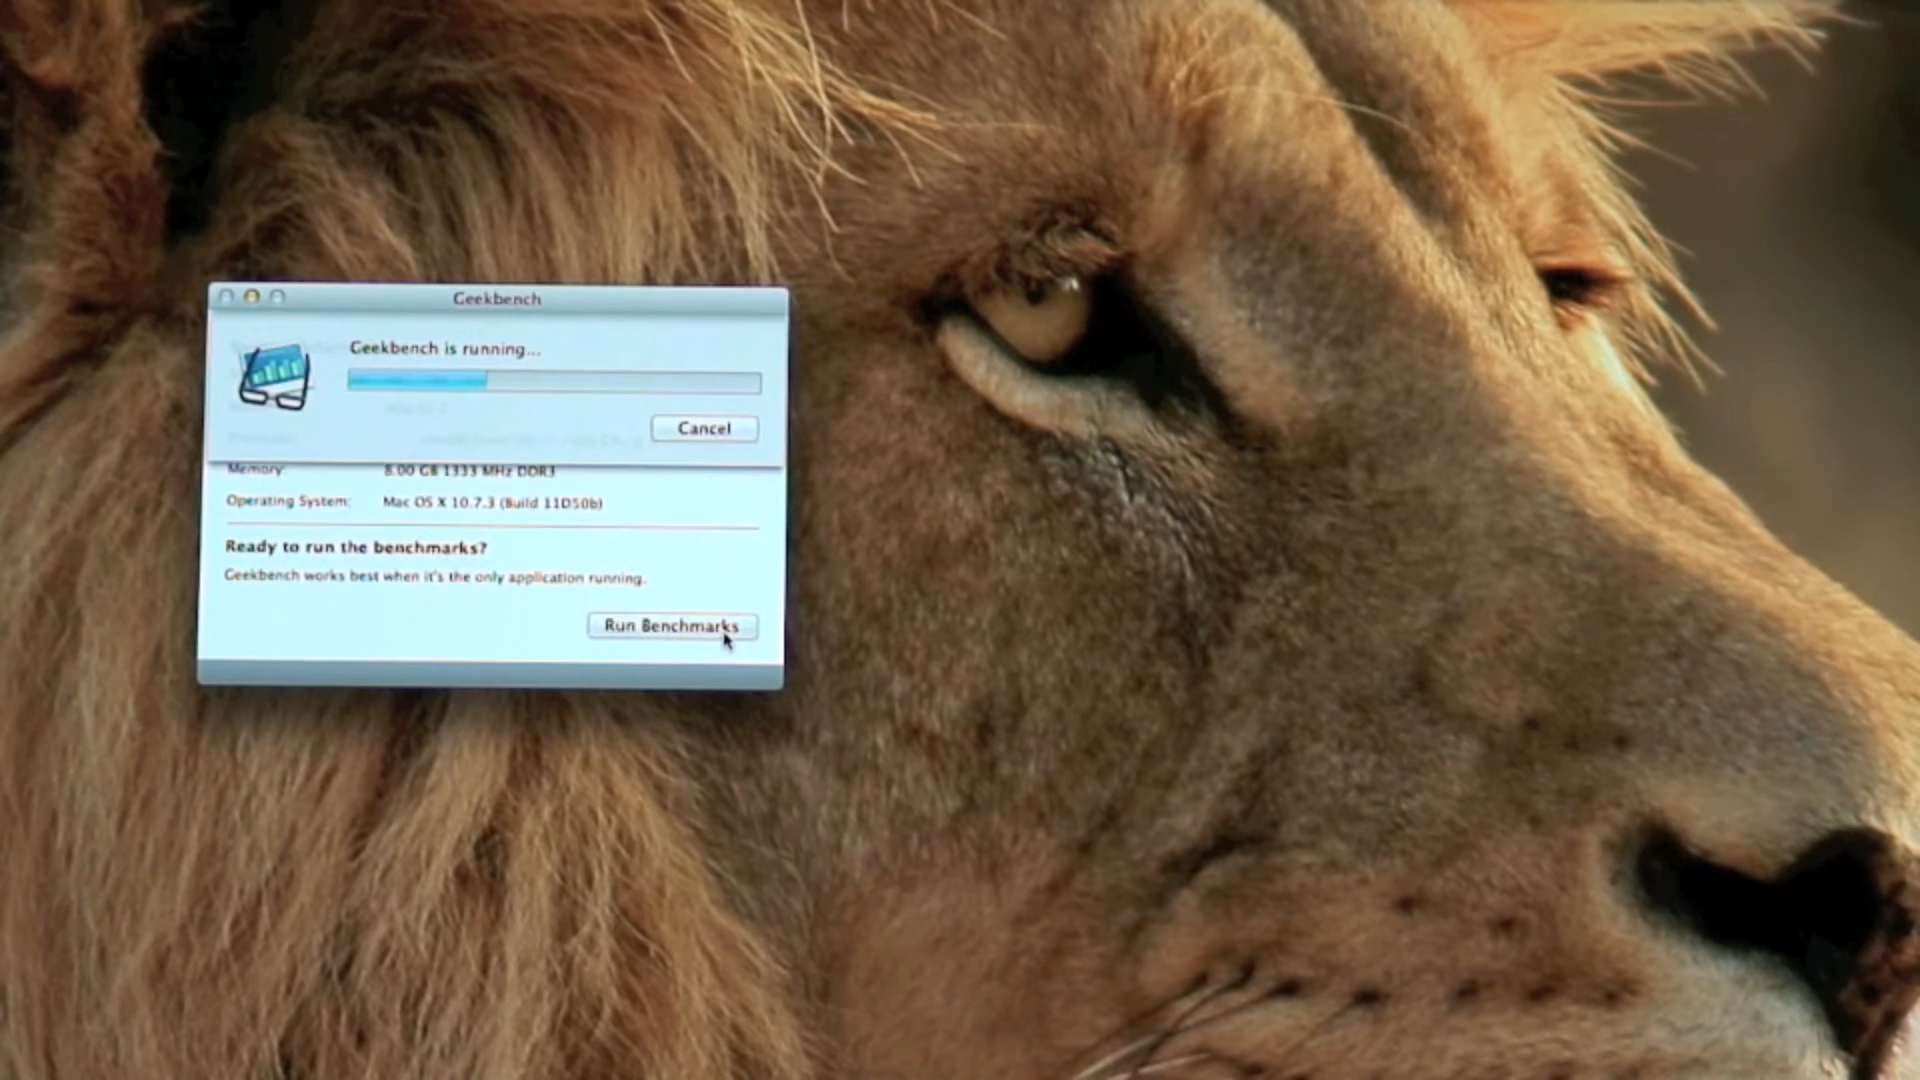 Geekbench
Geekbench is running...
Cancel
Memory: 8.00 GB 1333 MHz DDR3
Operating System: Mac OS X 10.7.3 (Build 11D50b)
Ready to run the benchmarks?
Geekbench works best when it's the only application running.
Run Benchmarks